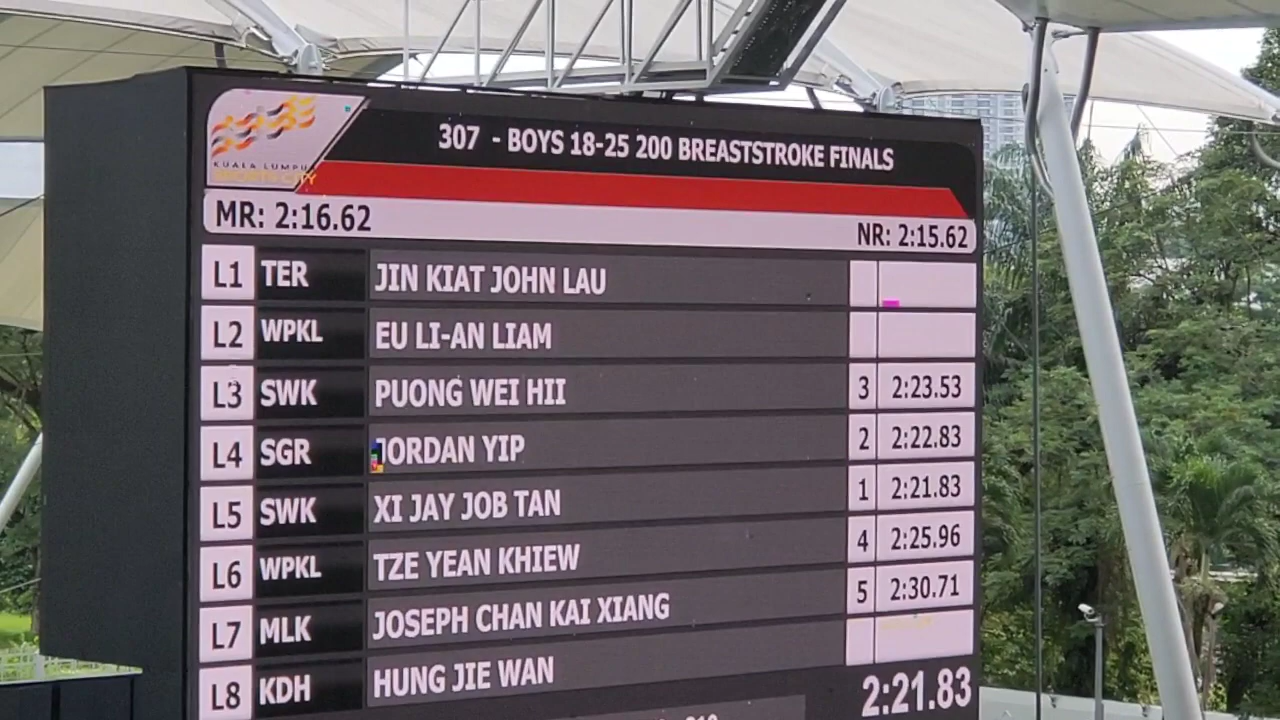 KUALA LUMPUR
SPORTS CITY
307 - BOYS 18-25 200 BREASTSTROKE FINALS
MR: 2:16.62 NR: 2:15.62
L1 TER JIN KIAT JOHN LAU
L2 WPKL EU LI-AN LIAM
L3 SWK PUONG WEI HII 3 2:23.53
L4 SGR JORDAN YIP 2 2:22.83
L5 SWK XI JAY JOB TAN 1 2:21.83
L6 WPKL TZE YEAN KHIEW 4 2:25.96
L7 MLK JOSEPH CHAN KAI XIANG 5 2:30.71
L8 KDH HUNG JIE WAN
2:21.83